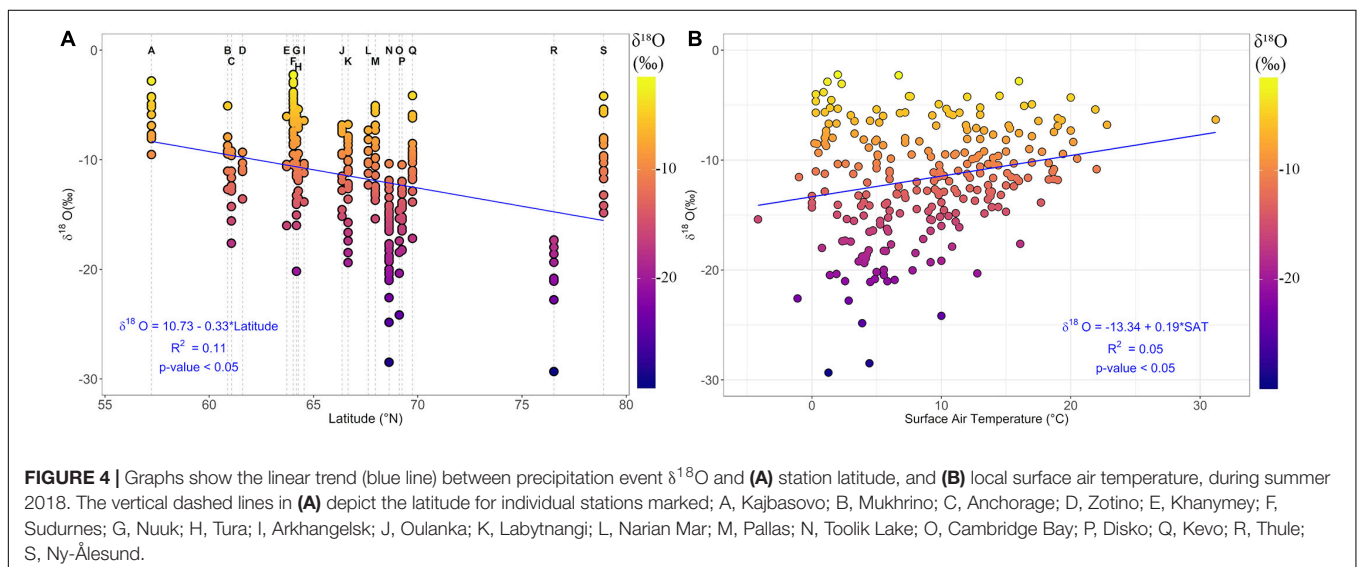 A
B
δ¹⁸O
(‰)
δ¹⁸O
(‰)
A
B
D
E
G
I
J
L
N
O
Q
R
S
C
F
K
M
P
H
0
-10
-20
-30
δ¹⁸ O(‰)
-10
-20
δ¹⁸ O = 10.73 - 0.33*Latitude
R² = 0.11
p-value < 0.05
55
60
65
70
75
80
Latitude (°N)
0
-10
-20
-30
δ¹⁸ O(‰)
-10
-20
δ¹⁸ O = -13.34 + 0.19*SAT
R² = 0.05
p-value < 0.05
0
10
20
30
Surface Air Temperature (°C)
FIGURE 4 | Graphs show the linear trend (blue line) between precipitation event δ¹⁸O and (A) station latitude, and (B) local surface air temperature, during summer
2018. The vertical dashed lines in (A) depict the latitude for individual stations marked; A, Kajbasovo; B, Mukhrino; C, Anchorage; D, Zotino; E, Khanymey; F,
Sudurnes; G, Nuuk; H, Tura; I, Arkhangelsk; J, Oulanka; K, Labytnangi; L, Narian Mar; M, Pallas; N, Toolik Lake; O, Cambridge Bay; P, Disko; Q, Kevo; R, Thule;
S, Ny-Ålesund.